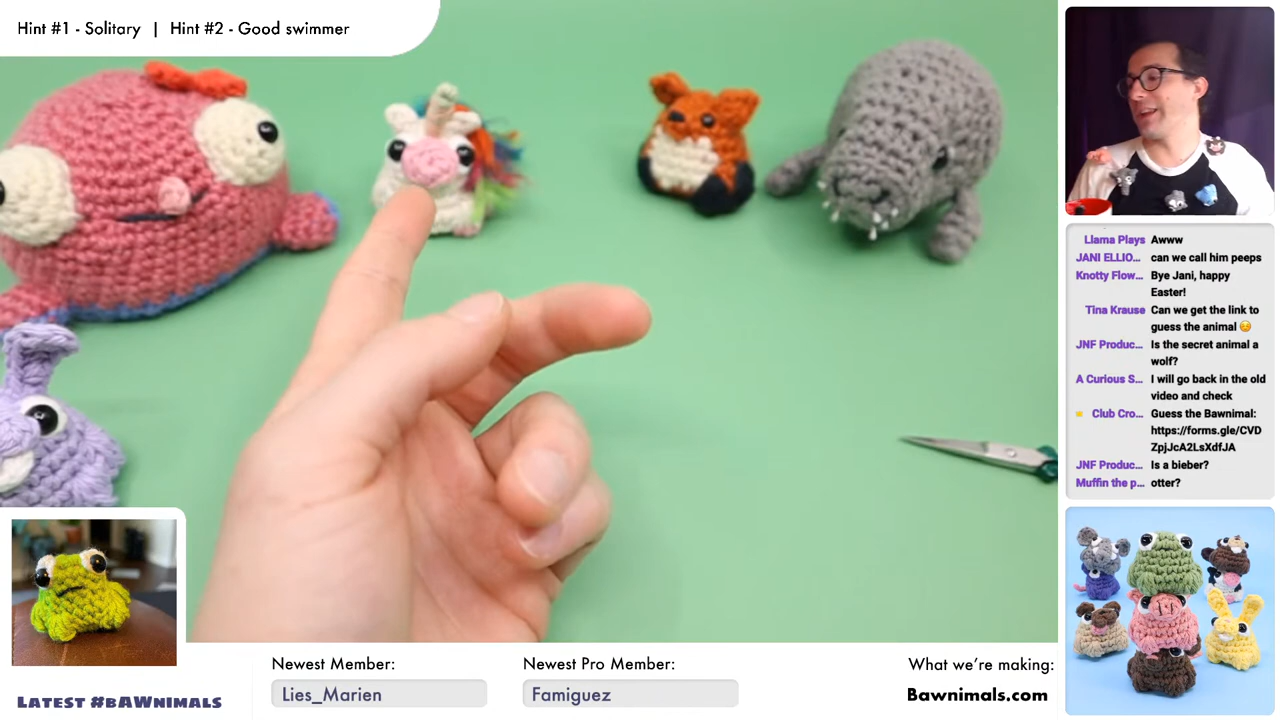 Hint #1 - Solitary | Hint #2 - Good swimmer
Llama Plays Awww
JANI ELLIO... can we call him peeps
Knotty Flow... Bye Jani, happy
Easter!
Tina Krause Can we get the link to
guess the animal 😏
JNF Produc... Is the secret animal a
wolf?
A Curious S... I will go back in the old
video and check
Club Cro... Guess the Bawnimal:
https://forms.gle/CVD
ZpjJcA2LsXdfJA
JNF Produc... Is a bieber?
Muffin the p... otter?
LATEST #BAWNIMALS
Newest Member:
Lies_Marien
Newest Pro Member:
Famiguez
What we're making:
Bawnimals.com